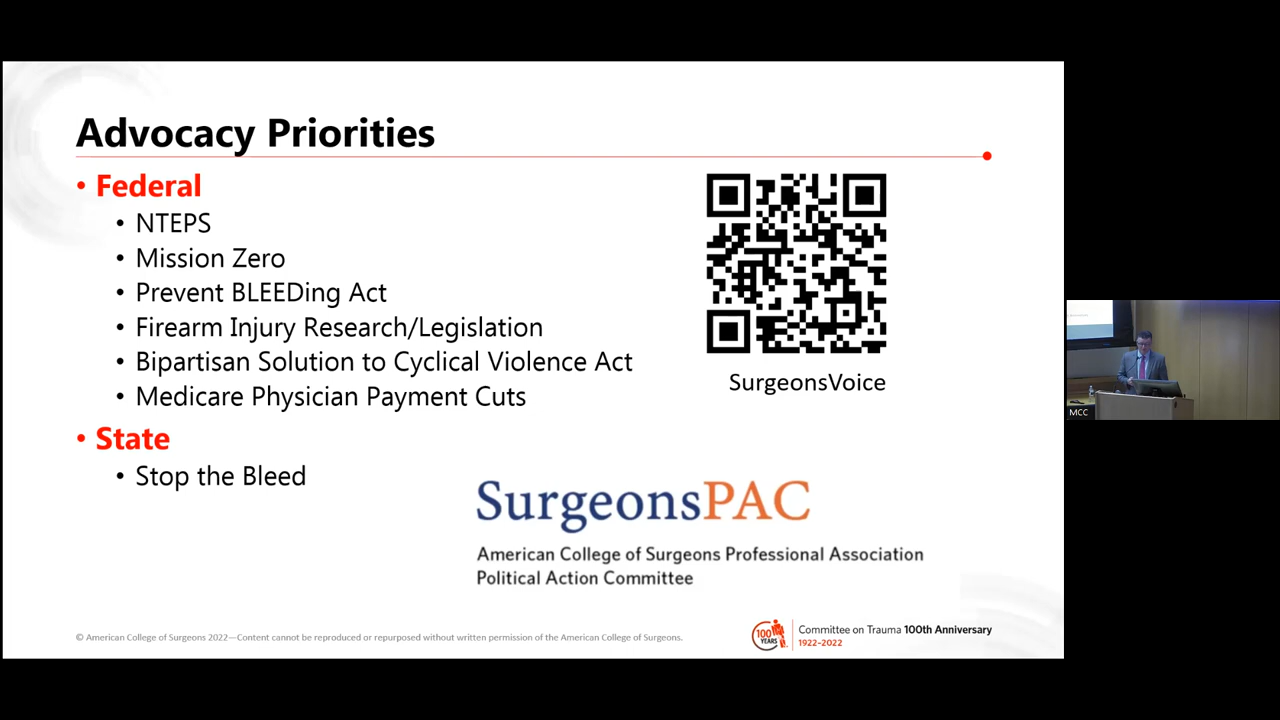 Advocacy Priorities
• Federal
• NTEPS
• Mission Zero
• Prevent BLEEDing Act
• Firearm Injury Research/Legislation
• Bipartisan Solution to Cyclical Violence Act
• Medicare Physician Payment Cuts
• State
• Stop the Bleed
SurgeonsVoice
SurgeonsPAC
American College of Surgeons Professional Association
Political Action Committee
© American College of Surgeons 2022—Content cannot be reproduced or repurposed without written permission of the American College of Surgeons.
100
YEARS
Committee on Trauma 100th Anniversary
1922-2022
MCC